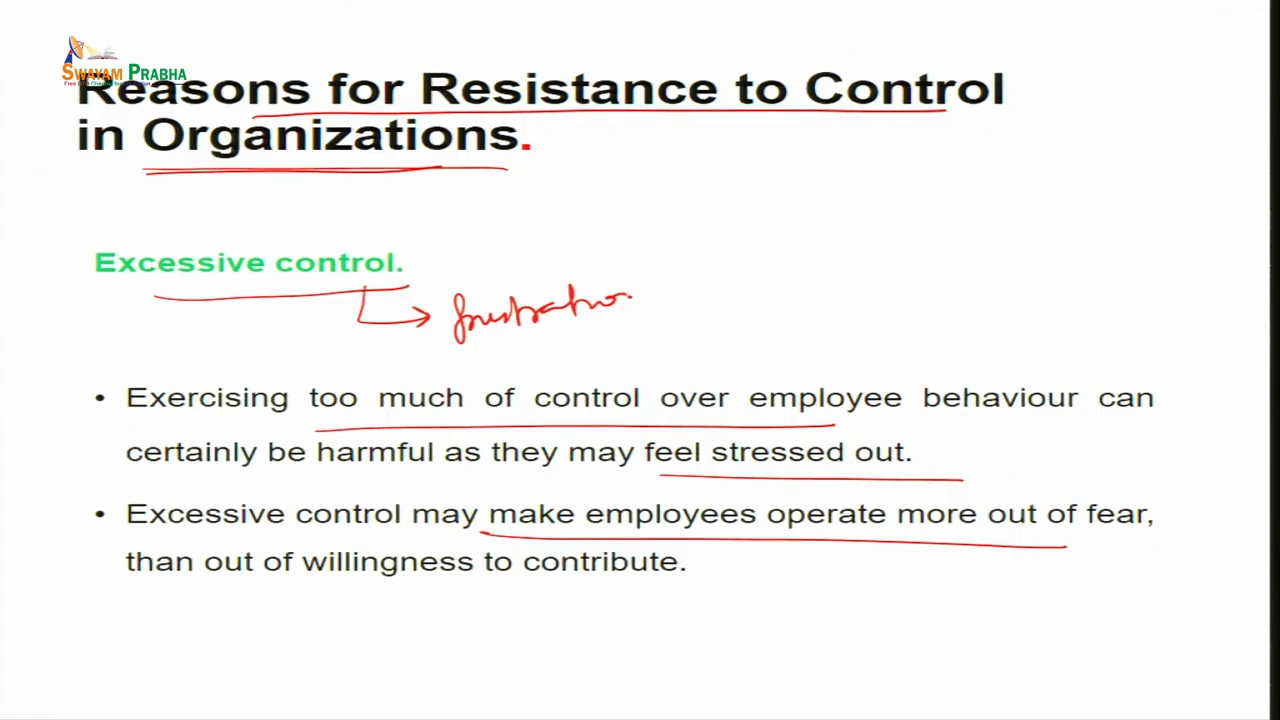 SWAYAM PRABHA
Reasons for Resistance to Control
in Organizations.
Excessive control.
frustration
• Exercising too much of control over employee behaviour can
certainly be harmful as they may feel stressed out.
• Excessive control may make employees operate more out of fear,
than out of willingness to contribute.